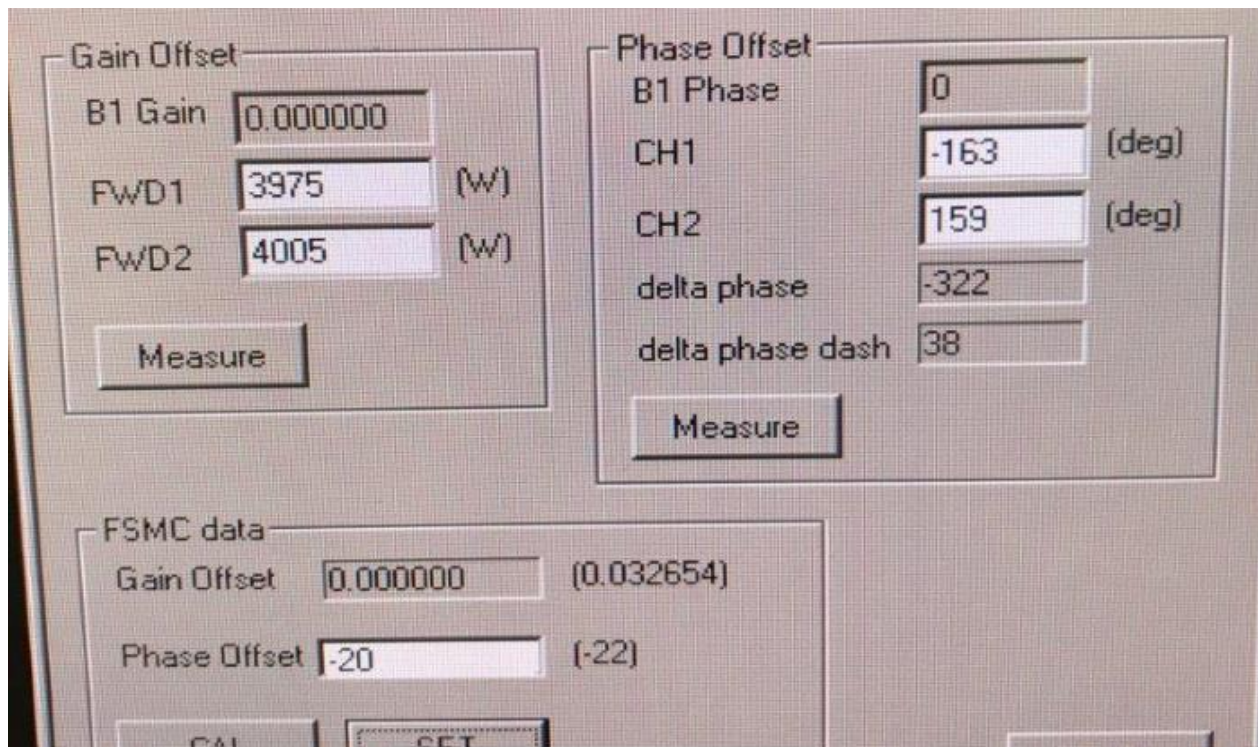 Gain Offset
B1 Gain 0.000000
FWD1 3975 (W)
FWD2 4005 (W)
Measure
Phase Offset
B1 Phase 0
CH1 -163 (deg)
CH2 159 (deg)
delta phase -322
delta phase dash 38
Measure
FSMC data
Gain Offset 0.000000 (0.032654)
Phase Offset -20 (-22)
CAL SET